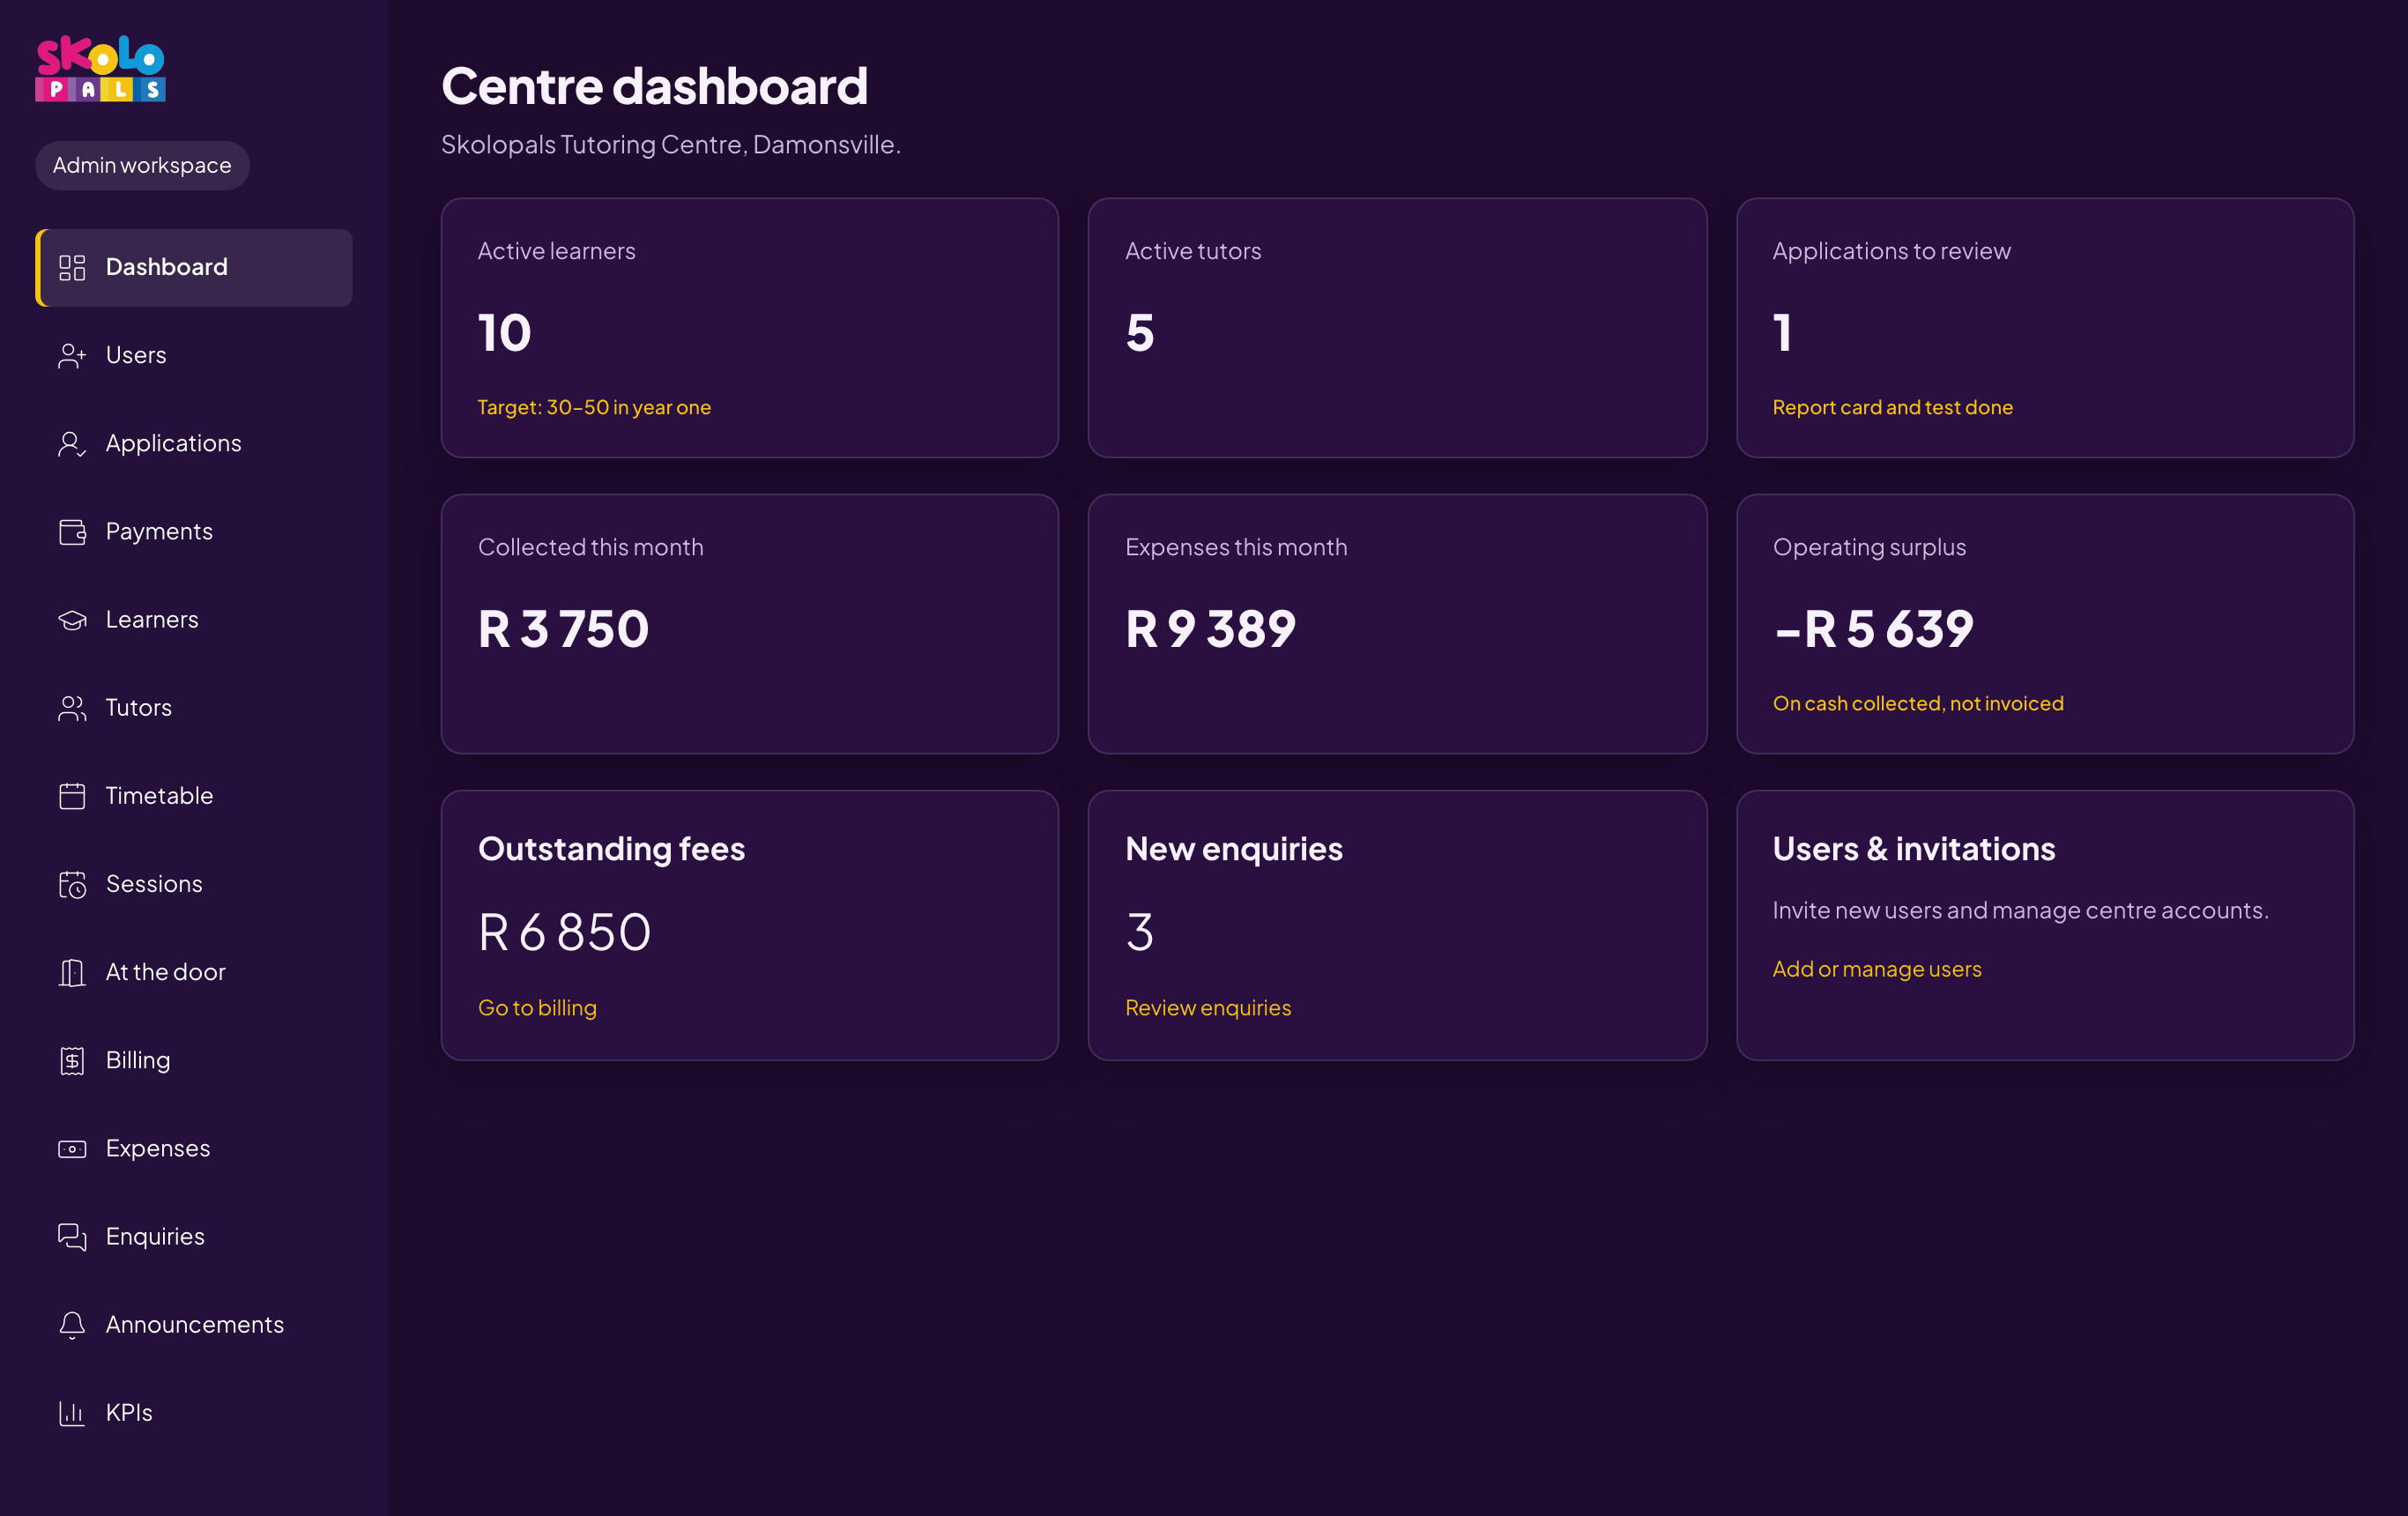 SKOLO
PALS
Admin workspace
Dashboard
Users
Applications
Payments
Learners
Tutors
Timetable
Sessions
At the door
Billing
Expenses
Enquiries
Announcements
KPIs
Centre dashboard
Skolopals Tutoring Centre, Damonsville.
Active learners
10
Target: 30–50 in year one
Active tutors
5
Applications to review
1
Report card and test done
Collected this month
R 3 750
Expenses this month
R 9 389
Operating surplus
−R 5 639
On cash collected, not invoiced
Outstanding fees
R 6 850
Go to billing
New enquiries
3
Review enquiries
Users & invitations
Invite new users and manage centre accounts.
Add or manage users